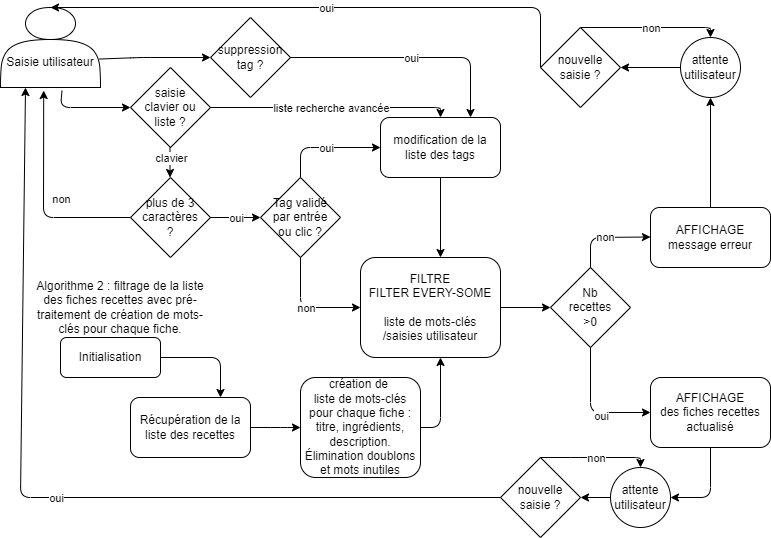 oui
Saisie utilisateur
suppression
tag ?
oui
nouvelle
saisie ?
non
attente
utilisateur
saisie
clavier ou
liste ?
liste recherche avancée
modification de la
liste des tags
clavier
oui
non
plus de 3
caractères
?
oui
Tag validé
par entrée
ou clic ?
non
AFFICHAGE
message erreur
non
FILTRE
FILTER EVERY-SOME
liste de mots-clés
/saisies utilisateur
Nb
recettes
>0
Algorithme 2 : filtrage de la liste
des fiches recettes avec pré-
traitement de création de mots-
clés pour chaque fiche.
Initialisation
Récupération de la
liste des recettes
création de
liste de mots-clés
pour chaque fiche :
titre, ingrédients,
description.
Élimination doublons
et mots inutiles
oui
AFFICHAGE
des fiches recettes
actualisé
non
nouvelle
saisie ?
attente
utilisateur
oui